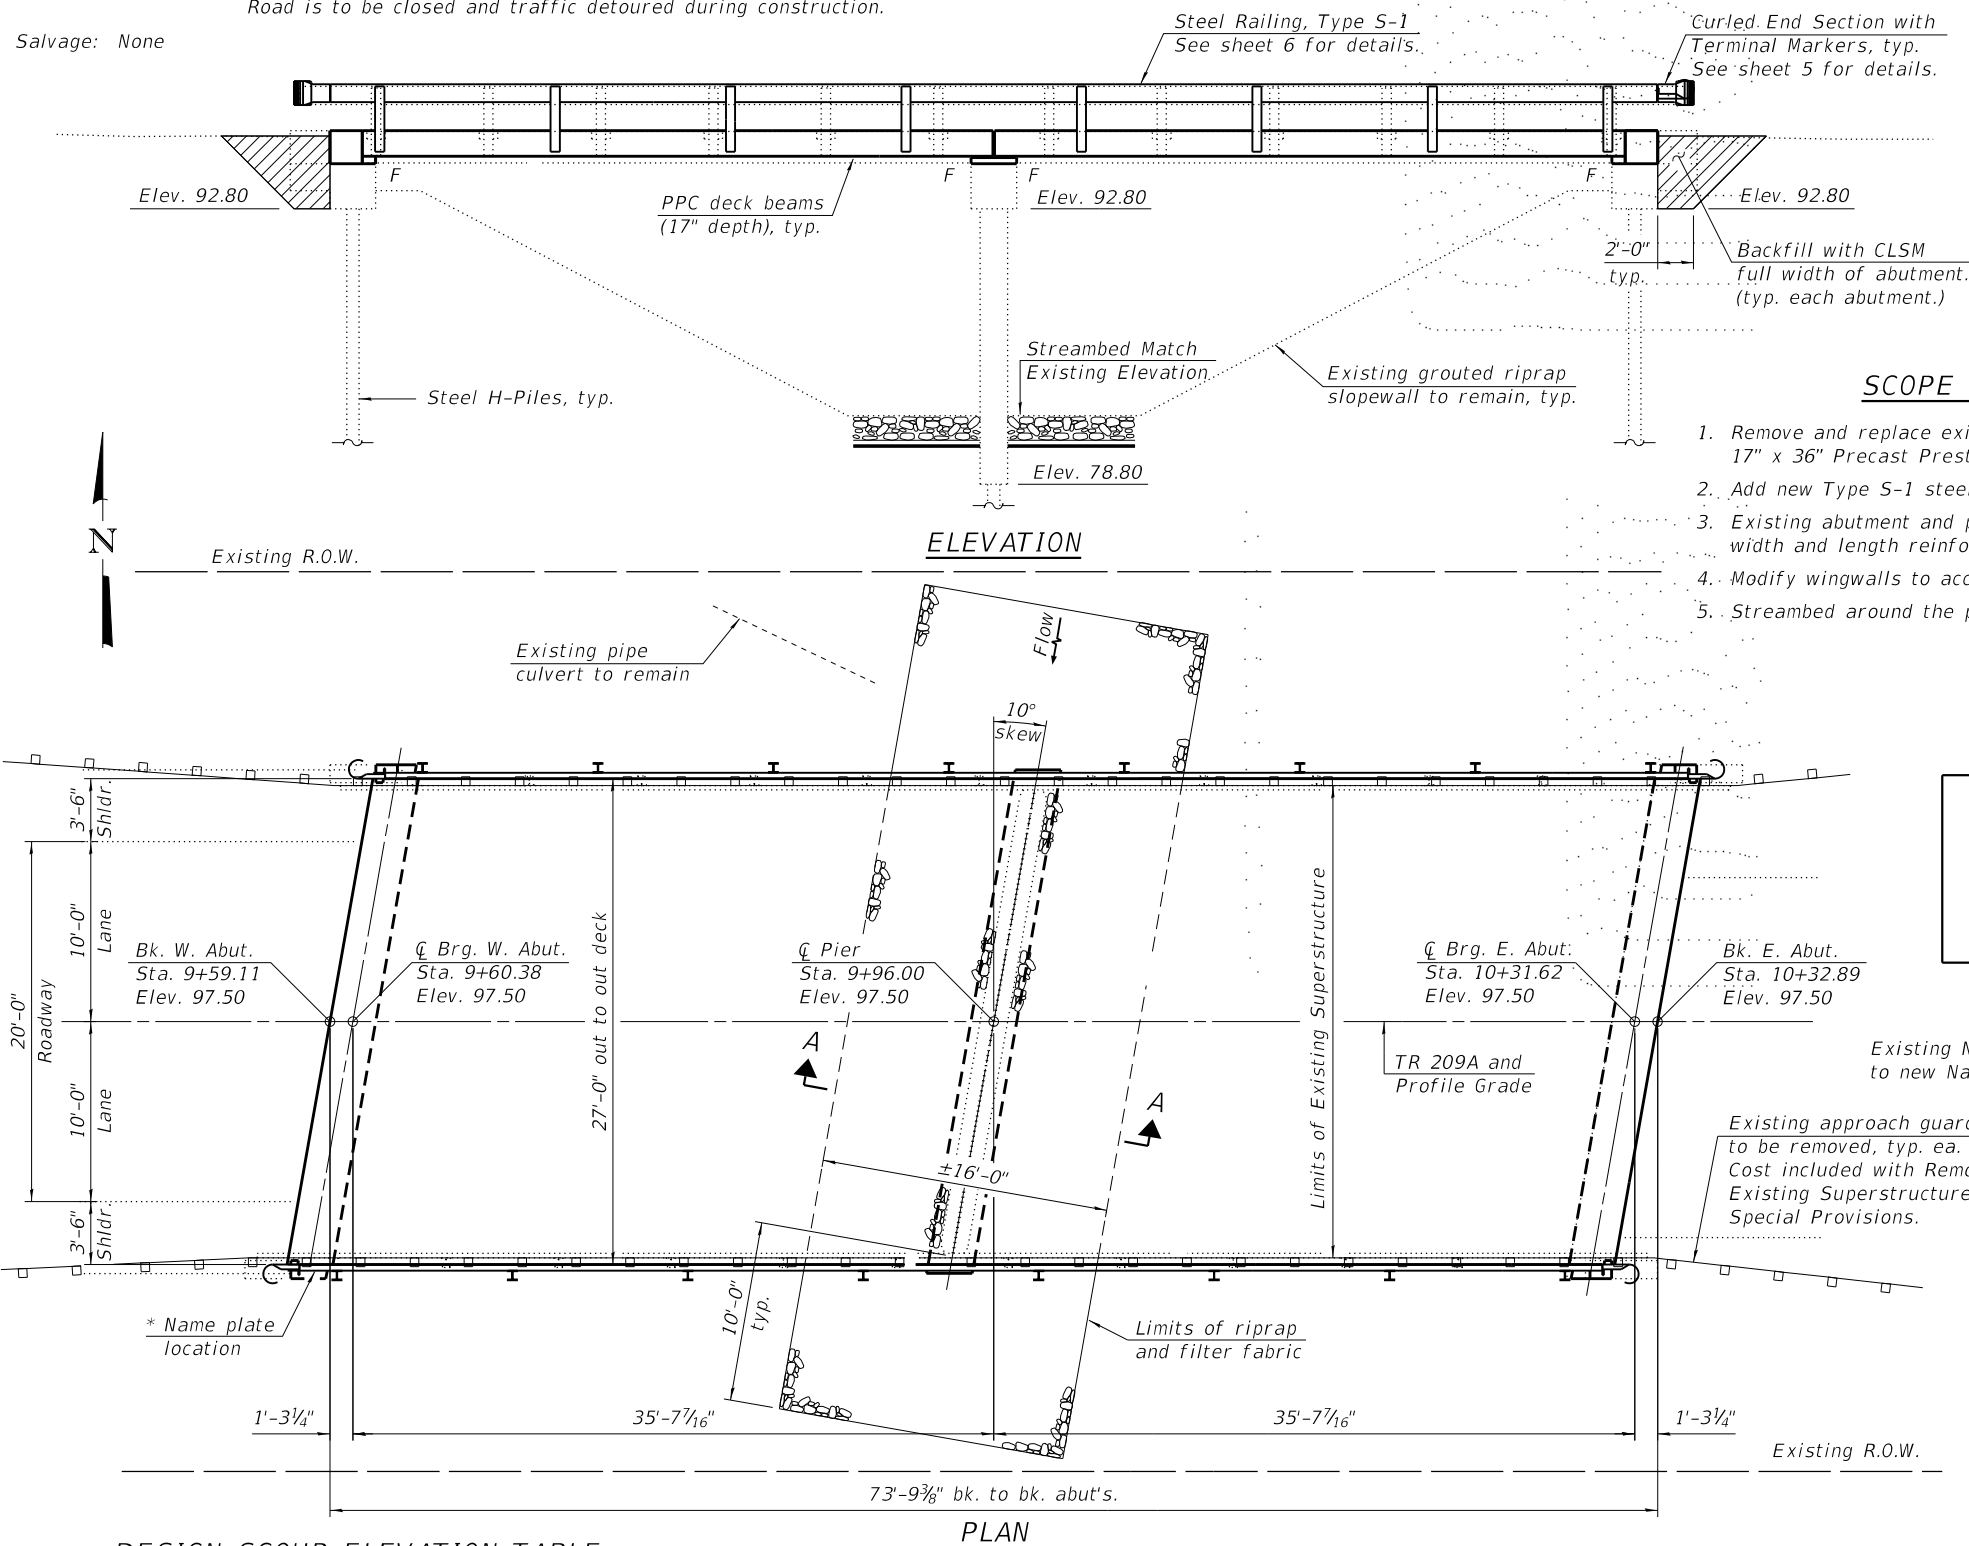 Road is to be closed and traffic detoured during construction.
Salvage: None
Steel Railing, Type S-1
See sheet 6 for details.
Curled End Section with
Terminal Markers, typ.
See sheet 5 for details.
F
F
F
F
Elev. 92.80
PPC deck beams
(17" depth), typ.
Elev. 92.80
Elev. 92.80
2'-0"
typ.
Backfill with CLSM
full width of abutment.
(typ. each abutment.)
Streambed Match
Existing Elevation
Existing grouted riprap
slopewall to remain, typ.
Steel H-Piles, typ.
Elev. 78.80
SCOPE
1. Remove and replace exi
17" x 36" Precast Prest
2. Add new Type S-1 stee
3. Existing abutment and p
width and length reinfo
4. Modify wingwalls to acc
5. Streambed around the p
ELEVATION
N
Existing R.O.W.
Existing pipe
culvert to remain
Flow
10°
skew
3'-6"
Shldr.
10'-0"
Lane
20'-0"
Roadway
10'-0"
Lane
3'-6"
Shldr.
Bk. W. Abut.
Sta. 9+59.11
Elev. 97.50
℄ Brg. W. Abut.
Sta. 9+60.38
Elev. 97.50
27'-0" out to out deck
℄ Pier
Sta. 9+96.00
Elev. 97.50
Limits of Existing Superstructure
℄ Brg. E. Abut.
Sta. 10+31.62
Elev. 97.50
Bk. E. Abut.
Sta. 10+32.89
Elev. 97.50
A
A
TR 209A and
Profile Grade
Existing N
to new Na
Existing approach guard
to be removed, typ. ea.
Cost included with Remo
Existing Superstructure
Special Provisions.
±16'-0"
10'-0"
typ.
* Name plate
location
Limits of riprap
and filter fabric
1'-3¼"
35'-7⁷⁄₁₆"
35'-7⁷⁄₁₆"
1'-3¼"
Existing R.O.W.
73'-9⅜" bk. to bk. abut's.
PLAN
DESIGN SCOUR ELEVATION TABLE